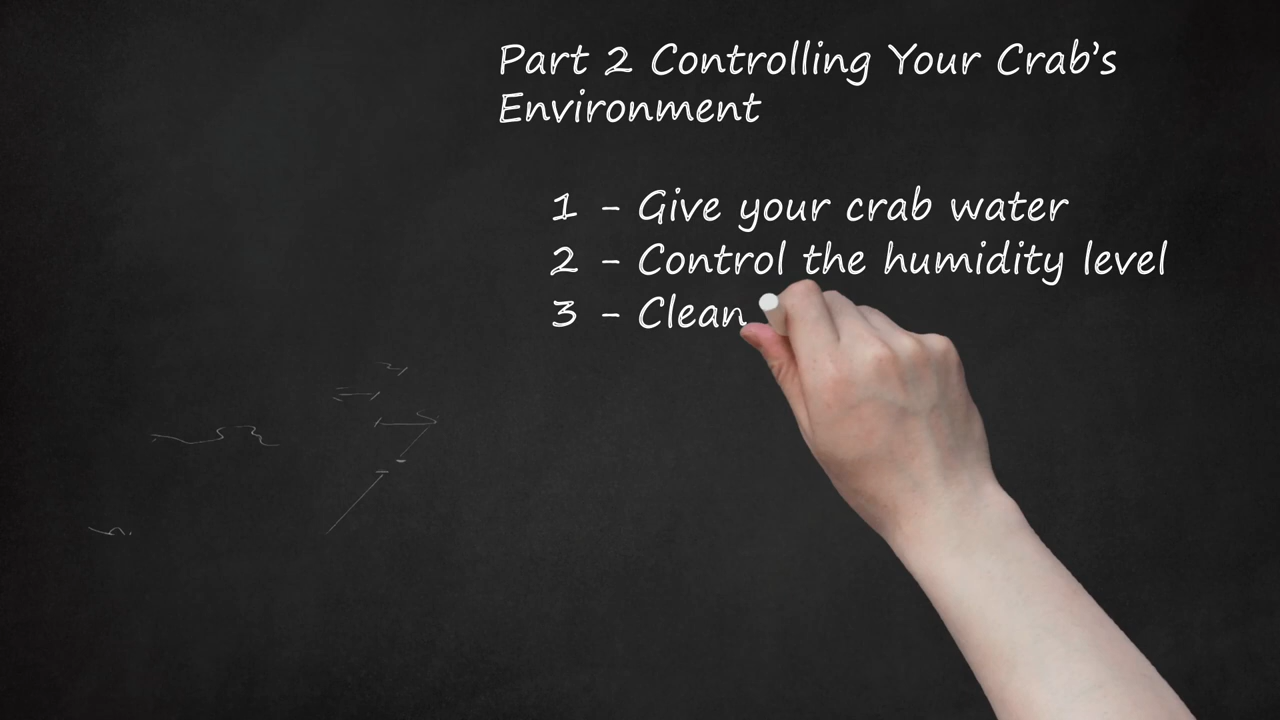 Part 2 Controlling Your Crab's
Environment
1 - Give your crab water
2 - Control the humidity level
3 - Clean